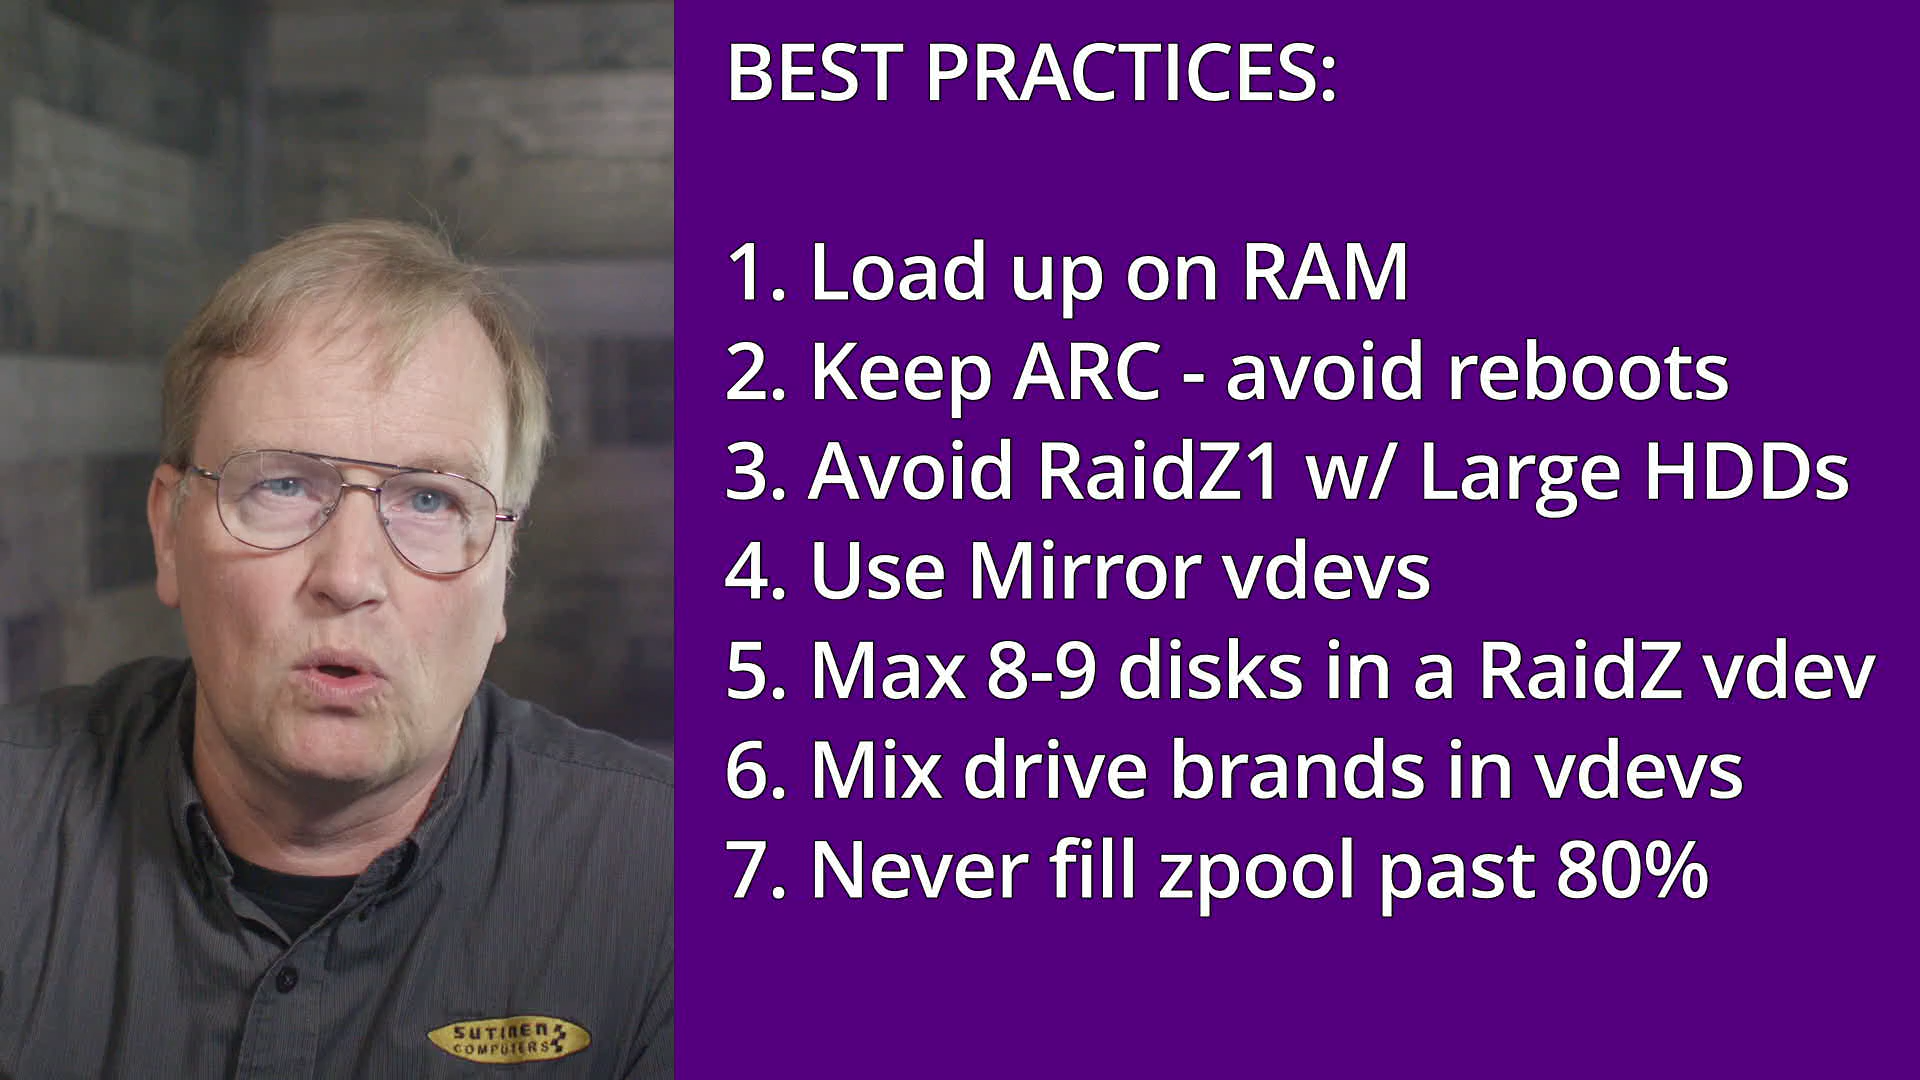 BEST PRACTICES:
1. Load up on RAM
2. Keep ARC - avoid reboots
3. Avoid RaidZ1 w/ Large HDDs
4. Use Mirror vdevs
5. Max 8-9 disks in a RaidZ vdev
6. Mix drive brands in vdevs
7. Never fill zpool past 80%
SUTINEN
COMPUTERS